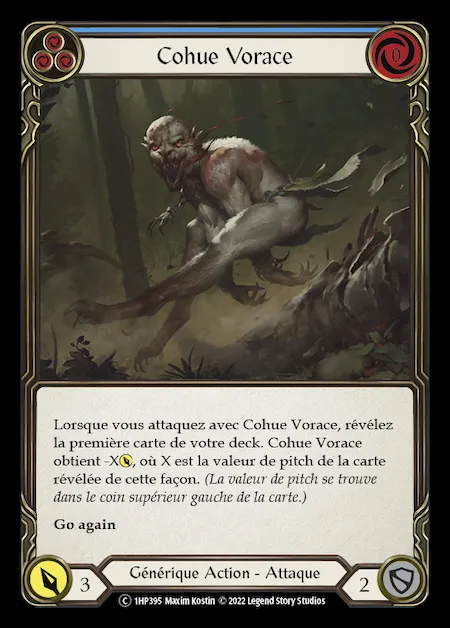 Cohue Vorace
0
Lorsque vous attaquez avec Cohue Vorace, révélez
la première carte de votre deck. Cohue Vorace
obtient -X, où X est la valeur de pitch de la carte
révélée de cette façon. (La valeur de pitch se trouve
dans le coin supérieur gauche de la carte.)
Go again
3
Générique Action - Attaque
2
C 1HP395 Maxim Kostin © 2022 Legend Story Studios